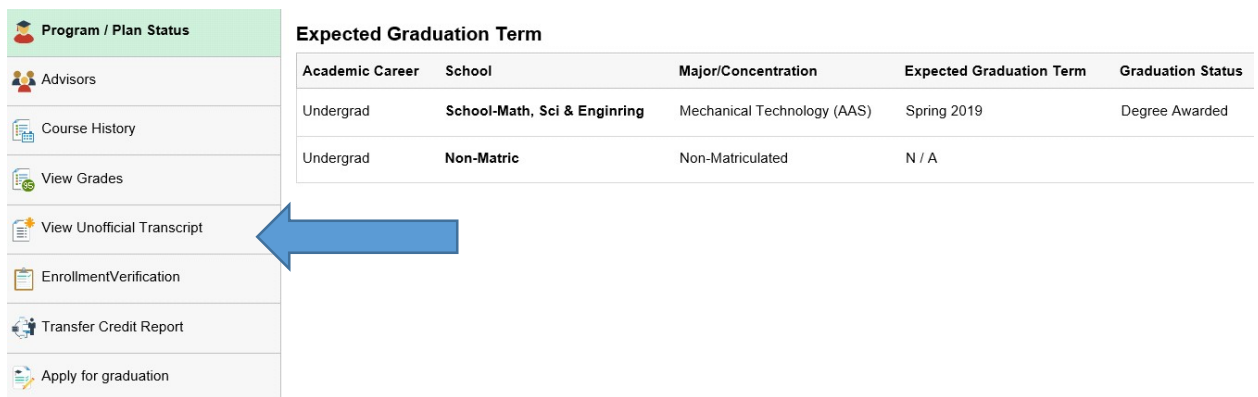 Program / Plan Status
Advisors
Course History
View Grades
View Unofficial Transcript
EnrollmentVerification
Transfer Credit Report
Apply for graduation
Expected Graduation Term
Academic Career School Major/Concentration Expected Graduation Term Graduation Status
Undergrad School-Math, Sci & Enginring Mechanical Technology (AAS) Spring 2019 Degree Awarded
Undergrad Non-Matric Non-Matriculated N / A